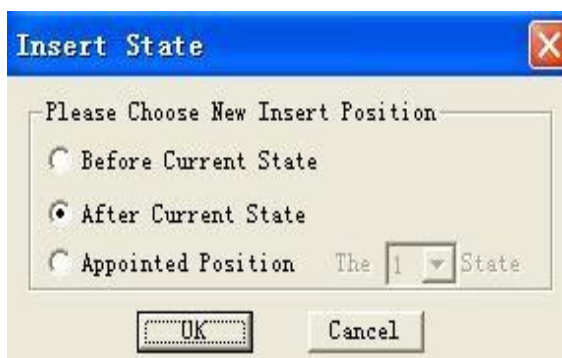 Insert State
Please Choose New Insert Position
Before Current State
After Current State
Appointed Position The 1 State
OK Cancel